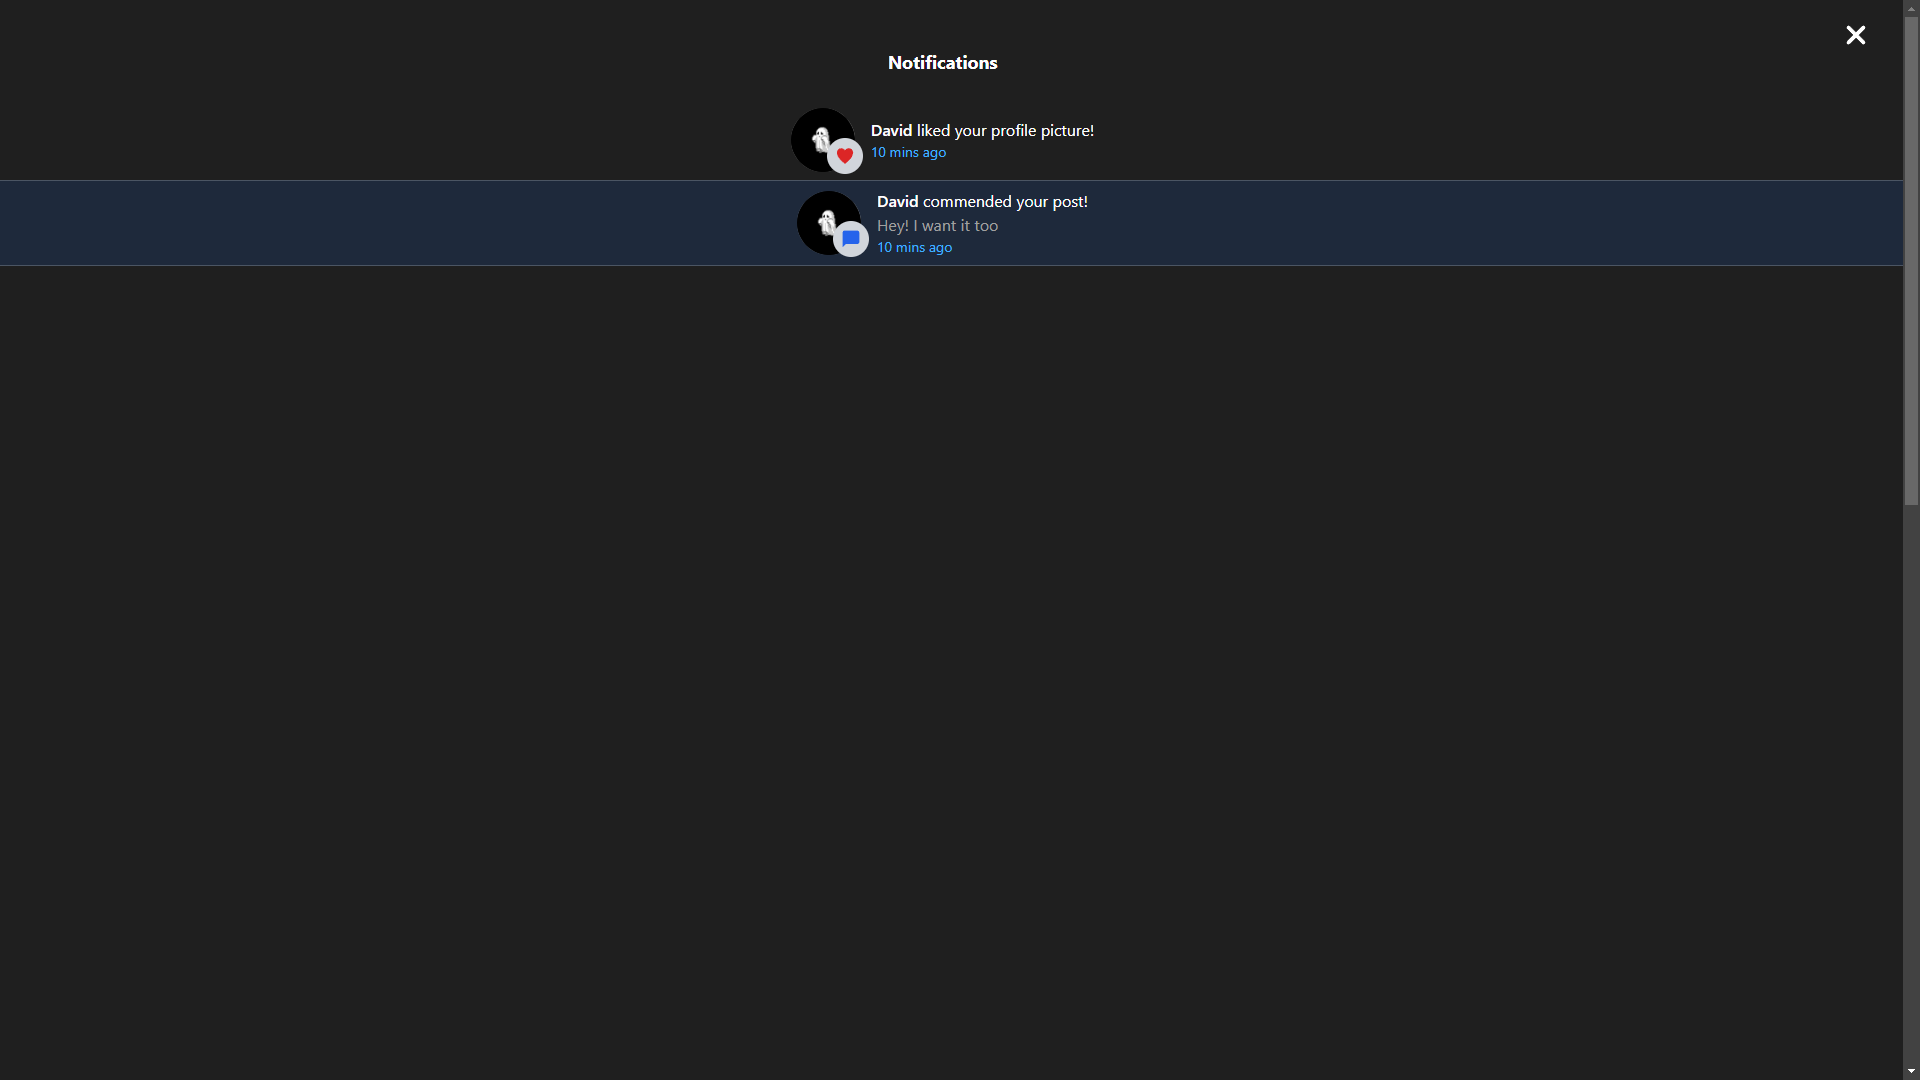 Notifications
David liked your profile picture!
10 mins ago
David commended your post!
Hey! I want it too
10 mins ago